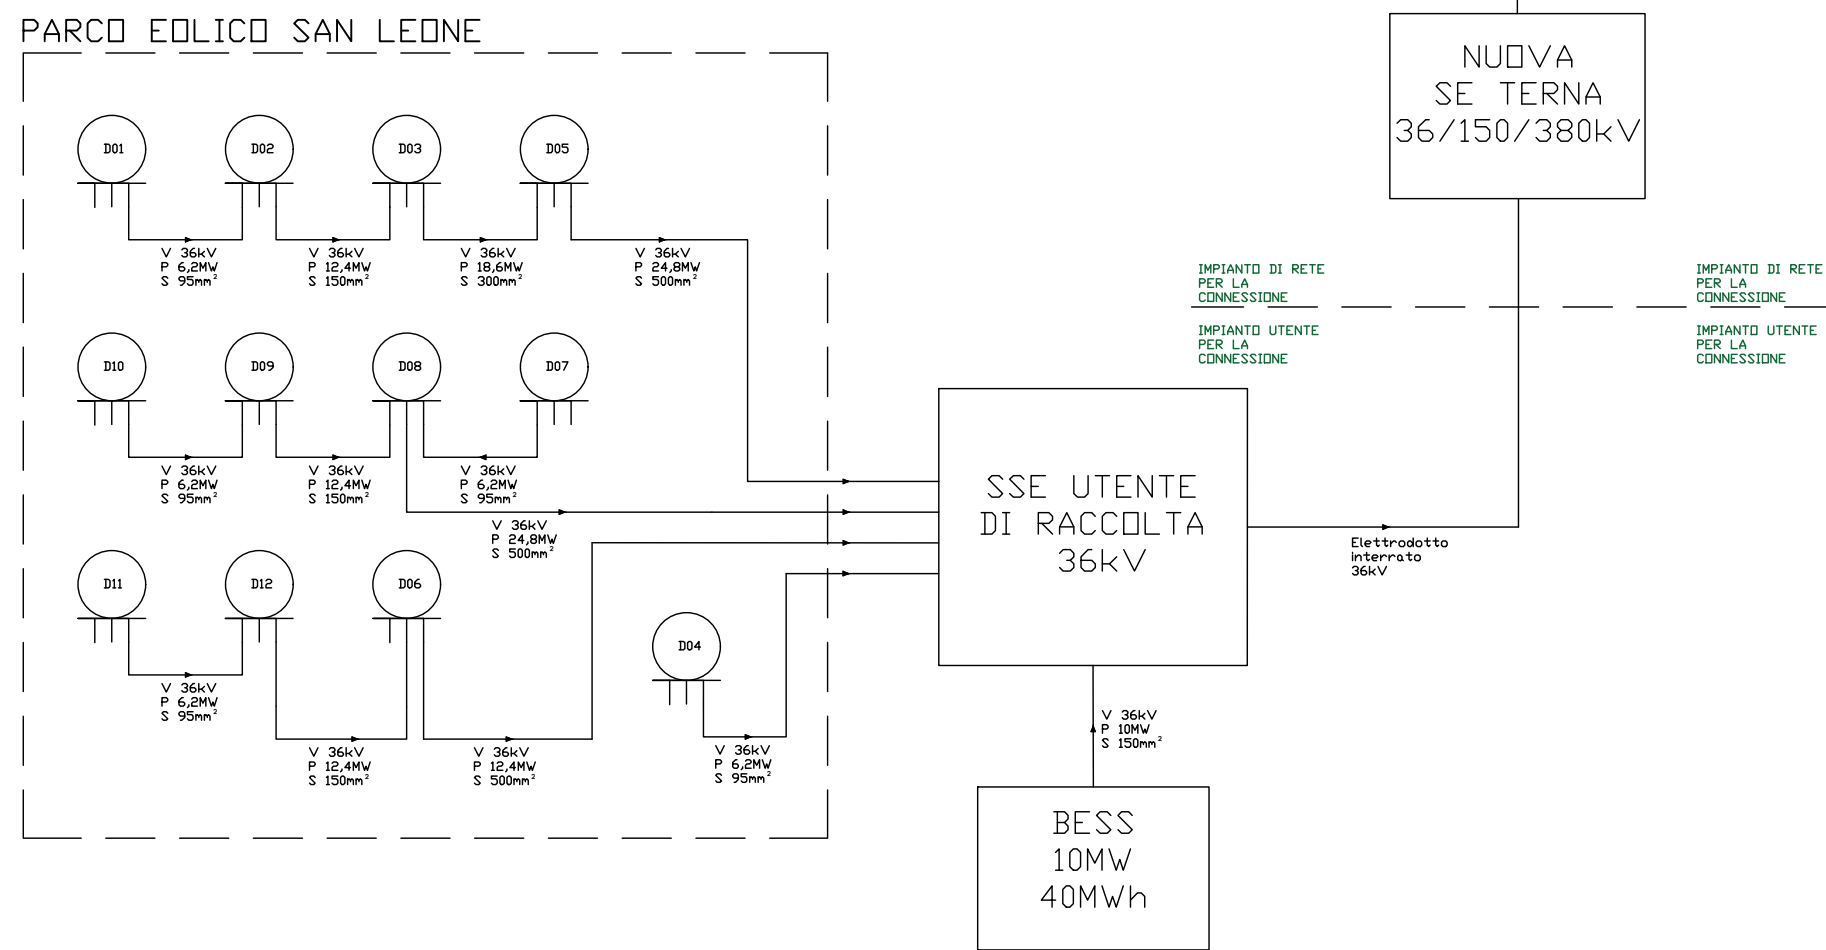 PARCO EOLICO SAN LEONE
NUOVA
SE TERNA
36/150/380kV
D01
D02
D03
D05
V 36kV
P 6,2MW
S 95mm²
V 36kV
P 12,4MW
S 150mm²
V 36kV
P 18,6MW
S 300mm²
V 36kV
P 24,8MW
S 500mm²
IMPIANTO DI RETE
PER LA
CONNESSIONE
IMPIANTO DI RETE
PER LA
CONNESSIONE
IMPIANTO UTENTE
PER LA
CONNESSIONE
IMPIANTO UTENTE
PER LA
CONNESSIONE
D10
D09
D08
D07
V 36kV
P 6,2MW
S 95mm²
V 36kV
P 12,4MW
S 150mm²
V 36kV
P 6,2MW
S 95mm²
V 36kV
P 24,8MW
S 500mm²
SSE UTENTE
DI RACCOLTA
36kV
Elettrodotto
interrato
36kV
D11
D12
D06
D04
V 36kV
P 6,2MW
S 95mm²
V 36kV
P 12,4MW
S 150mm²
V 36kV
P 12,4MW
S 500mm²
V 36kV
P 6,2MW
S 95mm²
V 36kV
P 10MW
S 150mm²
BESS
10MW
40MWh